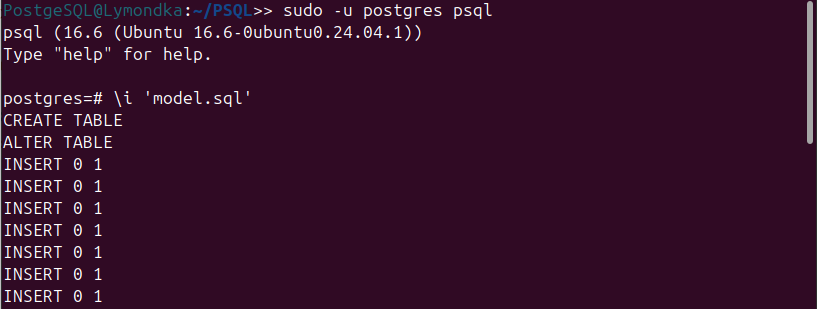 PostgeSQL@Lymondka:~/PSQL>> sudo -u postgres psql
psql (16.6 (Ubuntu 16.6-0ubuntu0.24.04.1))
Type "help" for help.
postgres=# \i 'model.sql'
CREATE TABLE
ALTER TABLE
INSERT 0 1
INSERT 0 1
INSERT 0 1
INSERT 0 1
INSERT 0 1
INSERT 0 1
INSERT 0 1